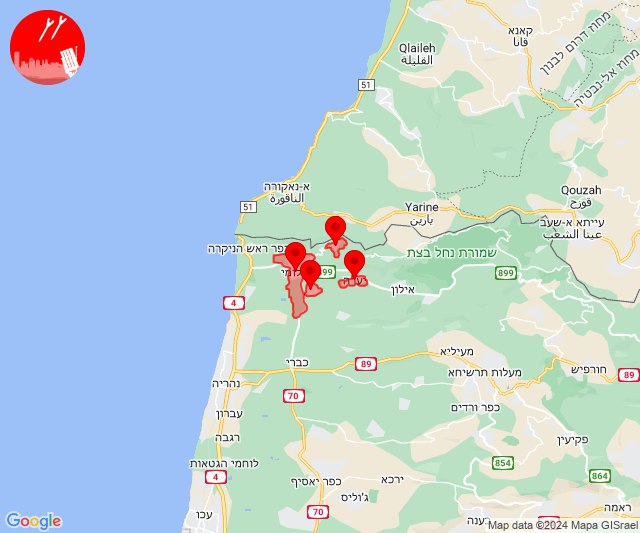 קאנא
قانا
מחוז דרום לבנון
מחוז אל-נבטיה
Qlaileh
القليلة
51
א-נאקורה
الناقورة
51
Yarine
يارين
Qouzah
قوزح
עייתא א-שעב
عيتا الشعب
כפר ראש הניקרה
שמורת נחל בצת
899
899
אילון
4
כברי
89
מעיליא
מעלות תרשיחא
חורפיש
89
נהריה
70
כפר ורדים
עברון
רגבה
פקיעין
854
לוחמי הגטאות
4
864
ירכא
כפר יאסיף
ג'וליס
ראמה
עכו
70
בענה
Google
Map data ©2024 Mapa GISrael